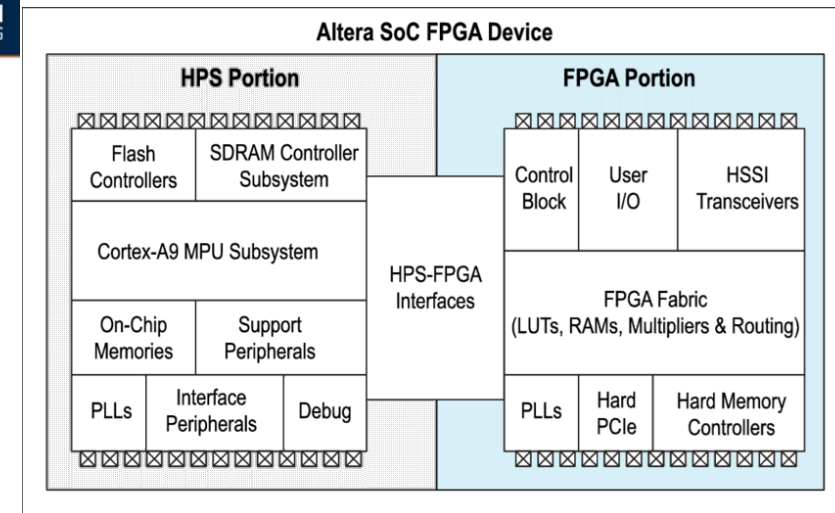 Altera SoC FPGA Device
HPS Portion
FPGA Portion
Flash
Controllers
SDRAM Controller
Subsystem
Cortex-A9 MPU Subsystem
On-Chip
Memories
Support
Peripherals
PLLs
Interface
Peripherals
Debug
HPS-FPGA
Interfaces
Control
Block
User
I/O
HSSI
Transceivers
FPGA Fabric
(LUTs, RAMs, Multipliers & Routing)
PLLs
Hard
PCIe
Hard Memory
Controllers